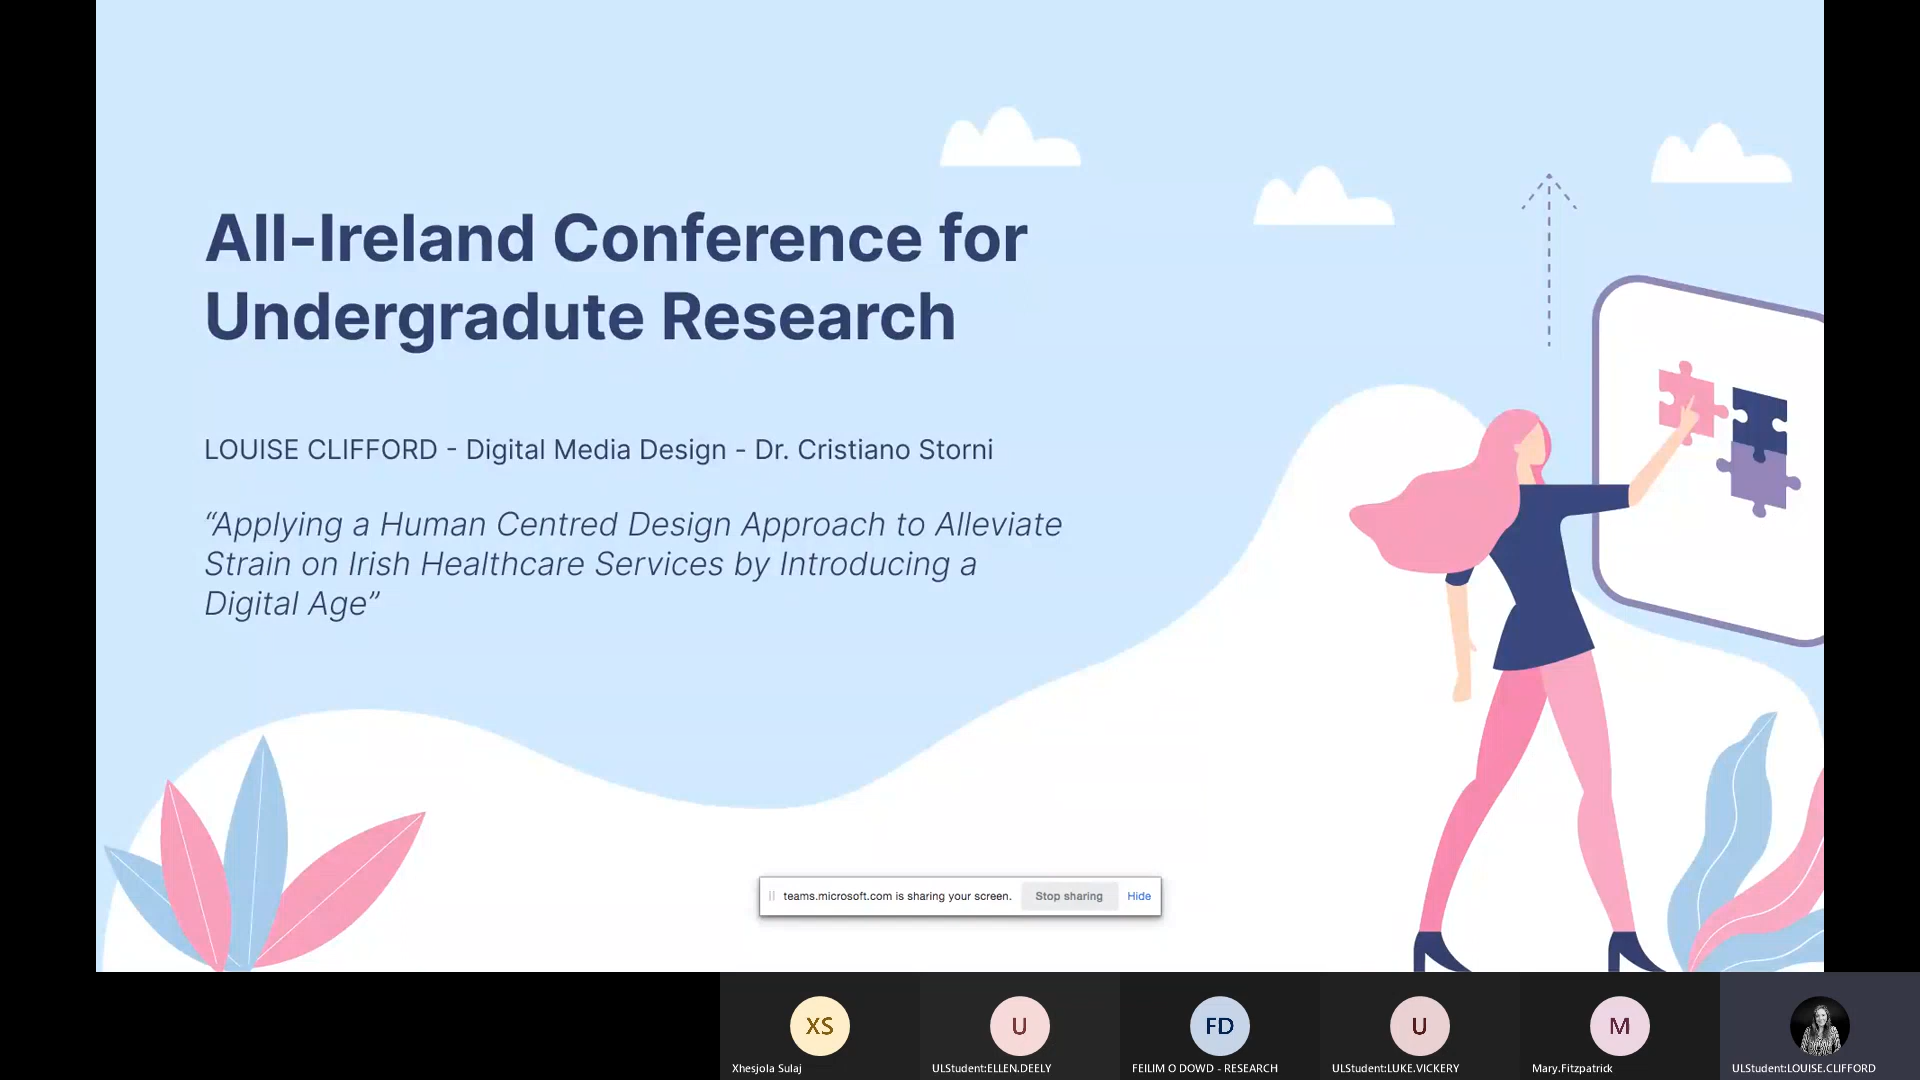 All-Ireland Conference for
Undergradute Research
LOUISE CLIFFORD - Digital Media Design - Dr. Cristiano Storni
“Applying a Human Centred Design Approach to Alleviate
Strain on Irish Healthcare Services by Introducing a
Digital Age”
teams.microsoft.com is sharing your screen. Stop sharing Hide
XS U FD U M
Xhesjola Sulaj ULStudent:ELLEN.DEELY FEILIM O DOWD - RESEARCH ULStudent:LUKE.VICKERY Mary.Fitzpatrick ULStudent:LOUISE.CLIFFORD